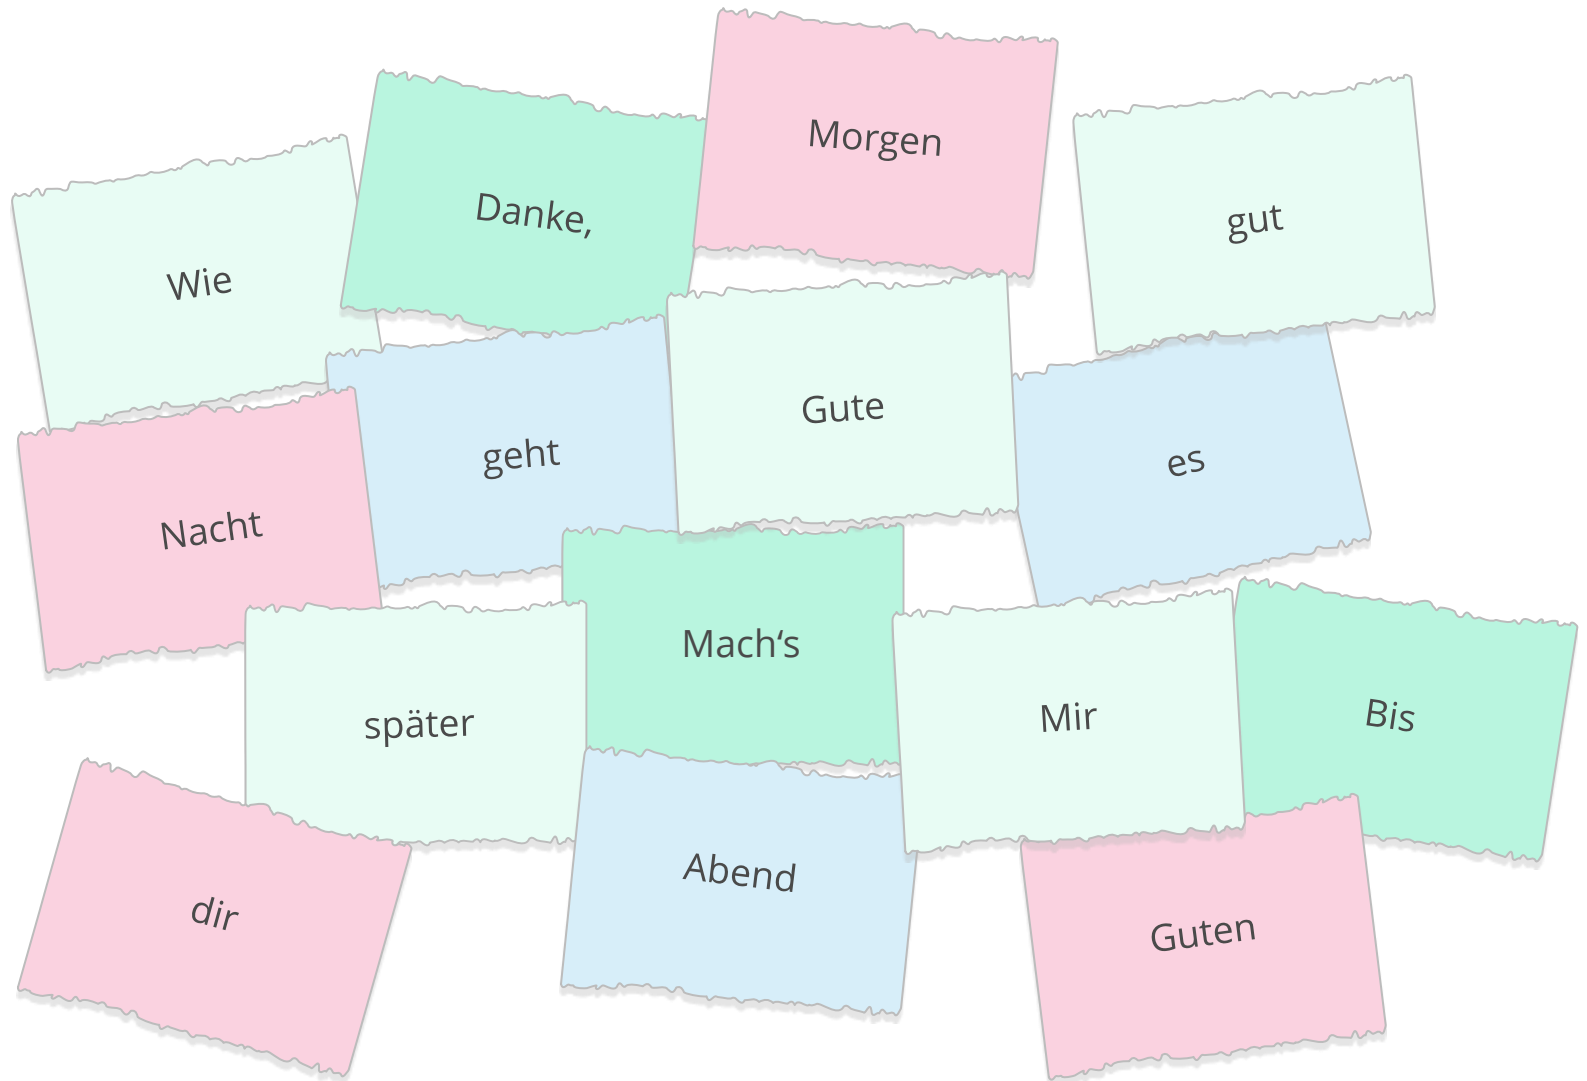 Morgen
Danke,
gut
Wie
Gute
geht
es
Nacht
Mach‘s
Mir
Bis
später
Abend
dir
Guten